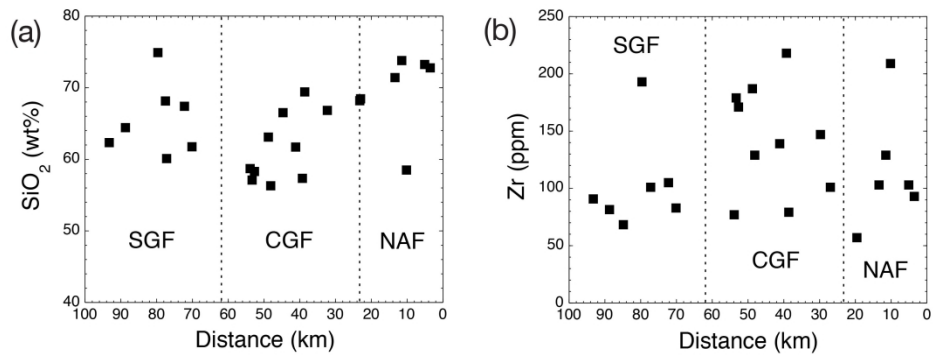 (a)
80
70
60
50
40
SiO2 (wt%)
SGF
CGF
NAF
100 90 80 70 60 50 40 30 20 10 0
Distance (km)
(b)
250
200
150
100
50
0
Zr (ppm)
SGF
CGF
NAF
100 90 80 70 60 50 40 30 20 10 0
Distance (km)